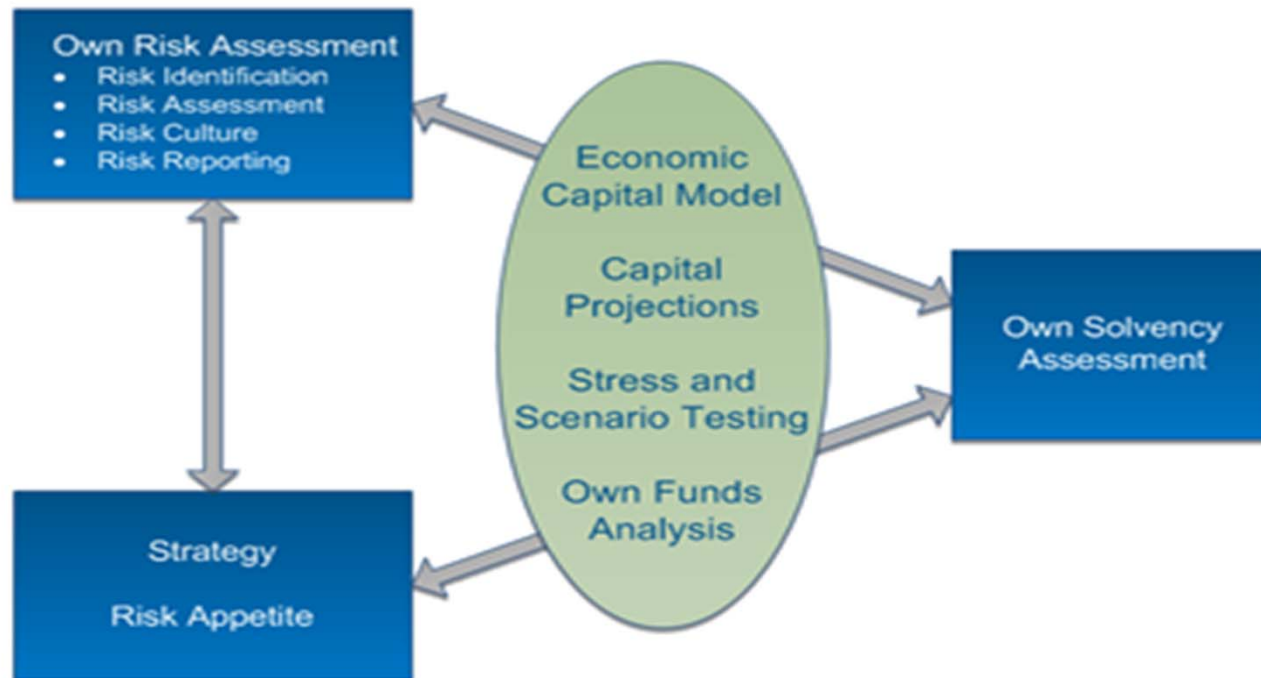 Own Risk Assessment
• Risk Identification
• Risk Assessment
• Risk Culture
• Risk Reporting
Economic
Capital Model
Capital
Projections
Stress and
Scenario Testing
Own Funds
Analysis
Own Solvency
Assessment
Strategy
Risk Appetite